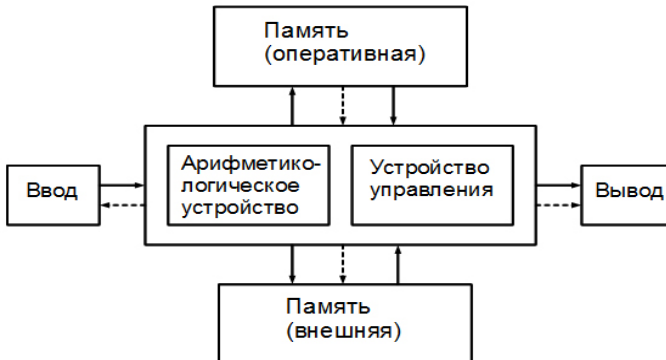 Память
(оперативная)
Ввод
Арифметико-
логическое
устройство
Устройство
управления
Вывод
Память
(внешняя)